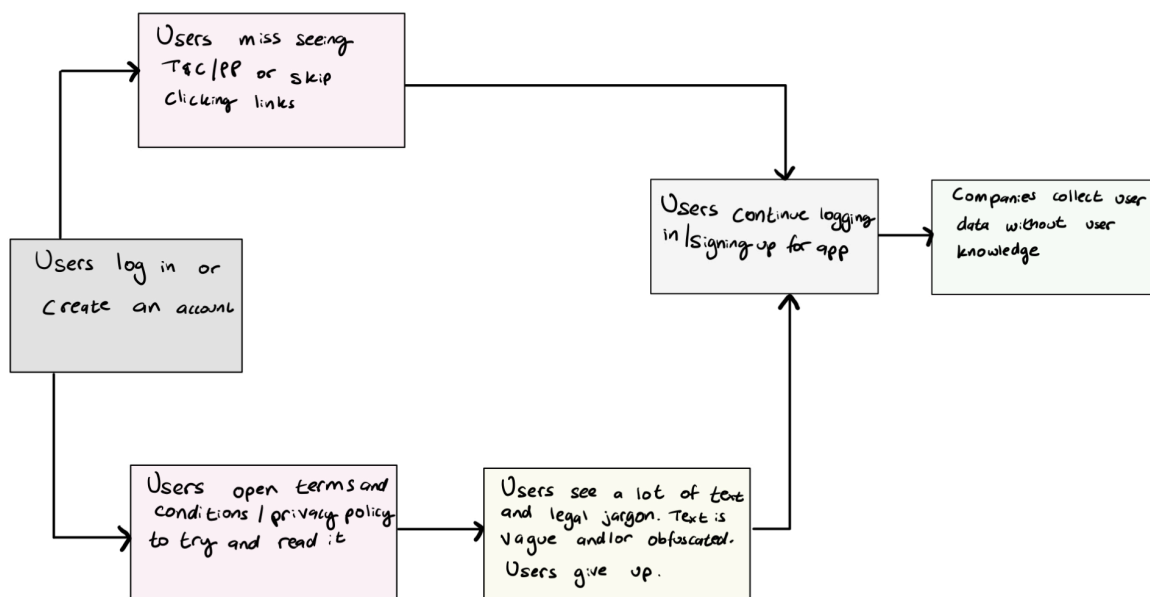 Users miss seeing
T&C/PP or skip
clicking links
Users log in or
create an account
Users open terms and
conditions / privacy policy
to try and read it
Users see a lot of text
and legal jargon. Text is
vague and/or obfuscated.
Users give up.
Users continue logging
in/signing up for app
Companies collect user
data without user
knowledge